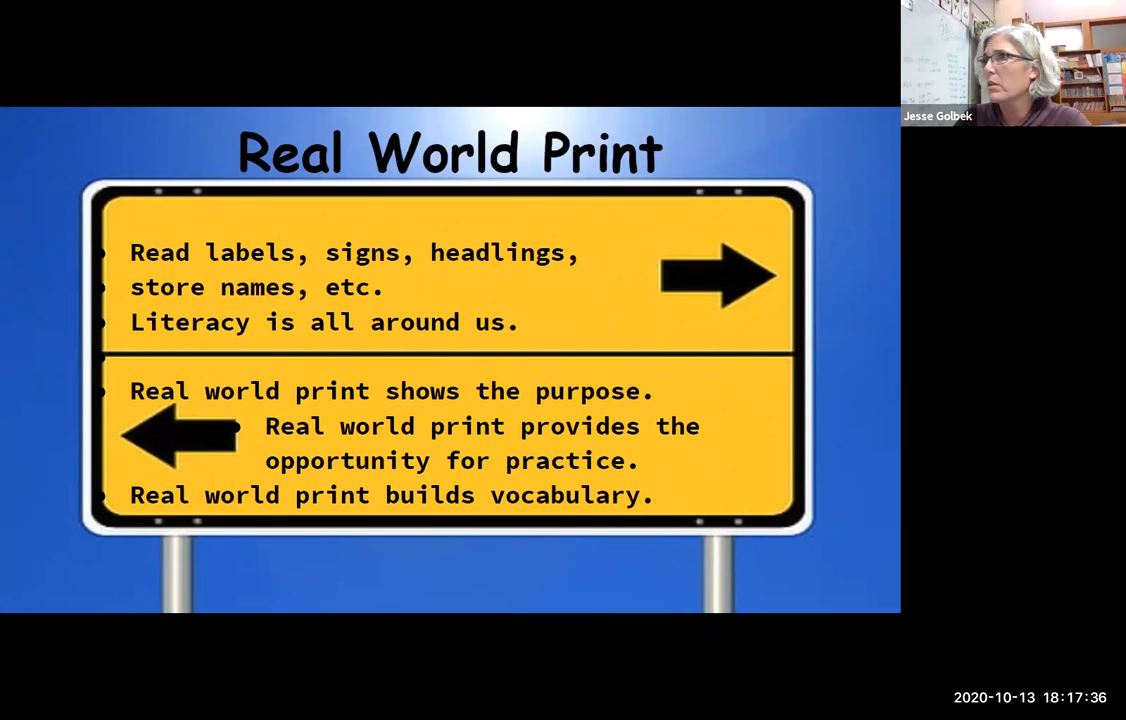 Real World Print
Read labels, signs, headlings,
store names, etc.
Literacy is all around us.
Real world print shows the purpose.
Real world print provides the
opportunity for practice.
Real world print builds vocabulary.
Jesse Golbek
2020-10-13 18:17:36